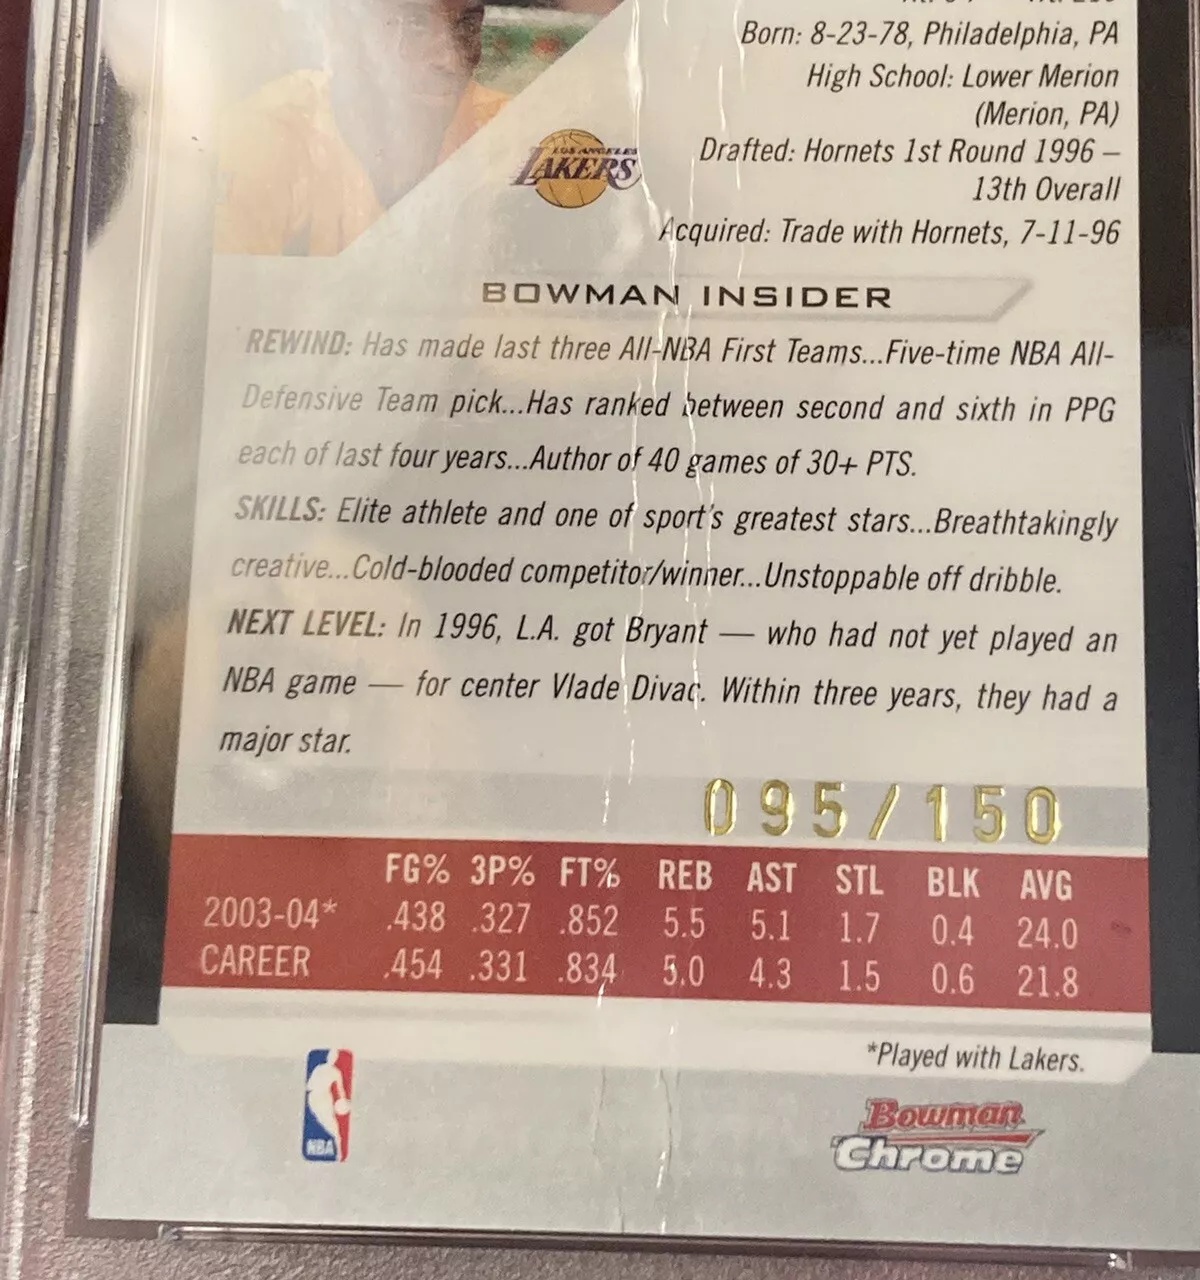 Born: 8-23-78, Philadelphia, PA
High School: Lower Merion
(Merion, PA)
LOS ANGELES
LAKERS
Drafted: Hornets 1st Round 1996 –
13th Overall
Acquired: Trade with Hornets, 7-11-96
BOWMAN INSIDER
REWIND: Has made last three All-NBA First Teams...Five-time NBA All-
Defensive Team pick...Has ranked between second and sixth in PPG
each of last four years...Author of 40 games of 30+ PTS.
SKILLS: Elite athlete and one of sport's greatest stars...Breathtakingly
creative...Cold-blooded competitor/winner...Unstoppable off dribble.
NEXT LEVEL: In 1996, L.A. got Bryant — who had not yet played an
NBA game — for center Vlade Divac. Within three years, they had a
major star.
095/150
FG% 3P% FT% REB AST STL BLK AVG
2003-04* .438 .327 .852 5.5 5.1 1.7 0.4 24.0
CAREER .454 .331 .834 5.0 4.3 1.5 0.6 21.8
*Played with Lakers.
NBA
Bowman
Chrome